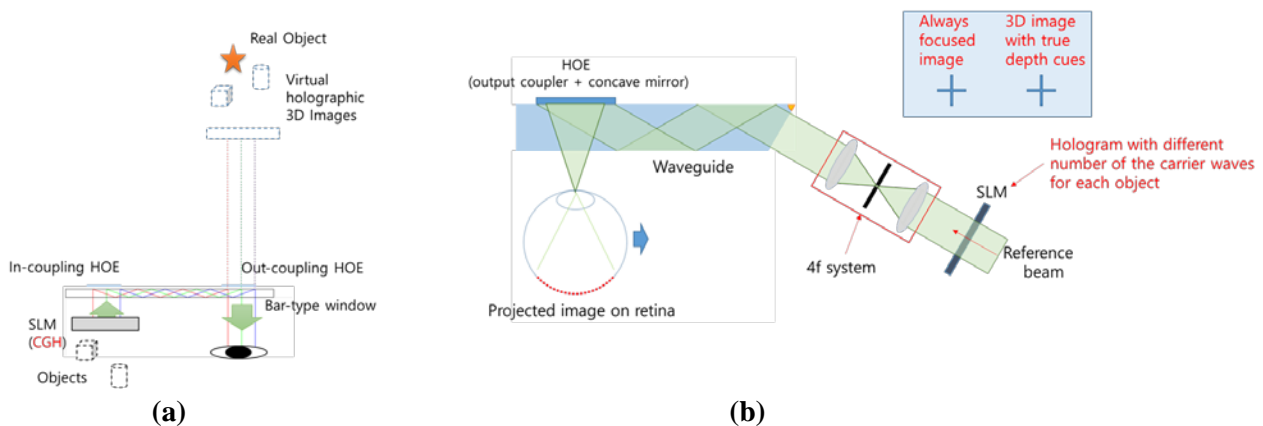 Real Object
Virtual
holographic
3D Images
In-coupling HOE
Out-coupling HOE
Bar-type window
SLM
(CGH)
Objects
(a)
HOE
(output coupler + concave mirror)
Waveguide
Projected image on retina
4f system
SLM
Reference
beam
Hologram with different
number of the carrier waves
for each object
Always
focused
image
3D image
with true
depth cues
(b)